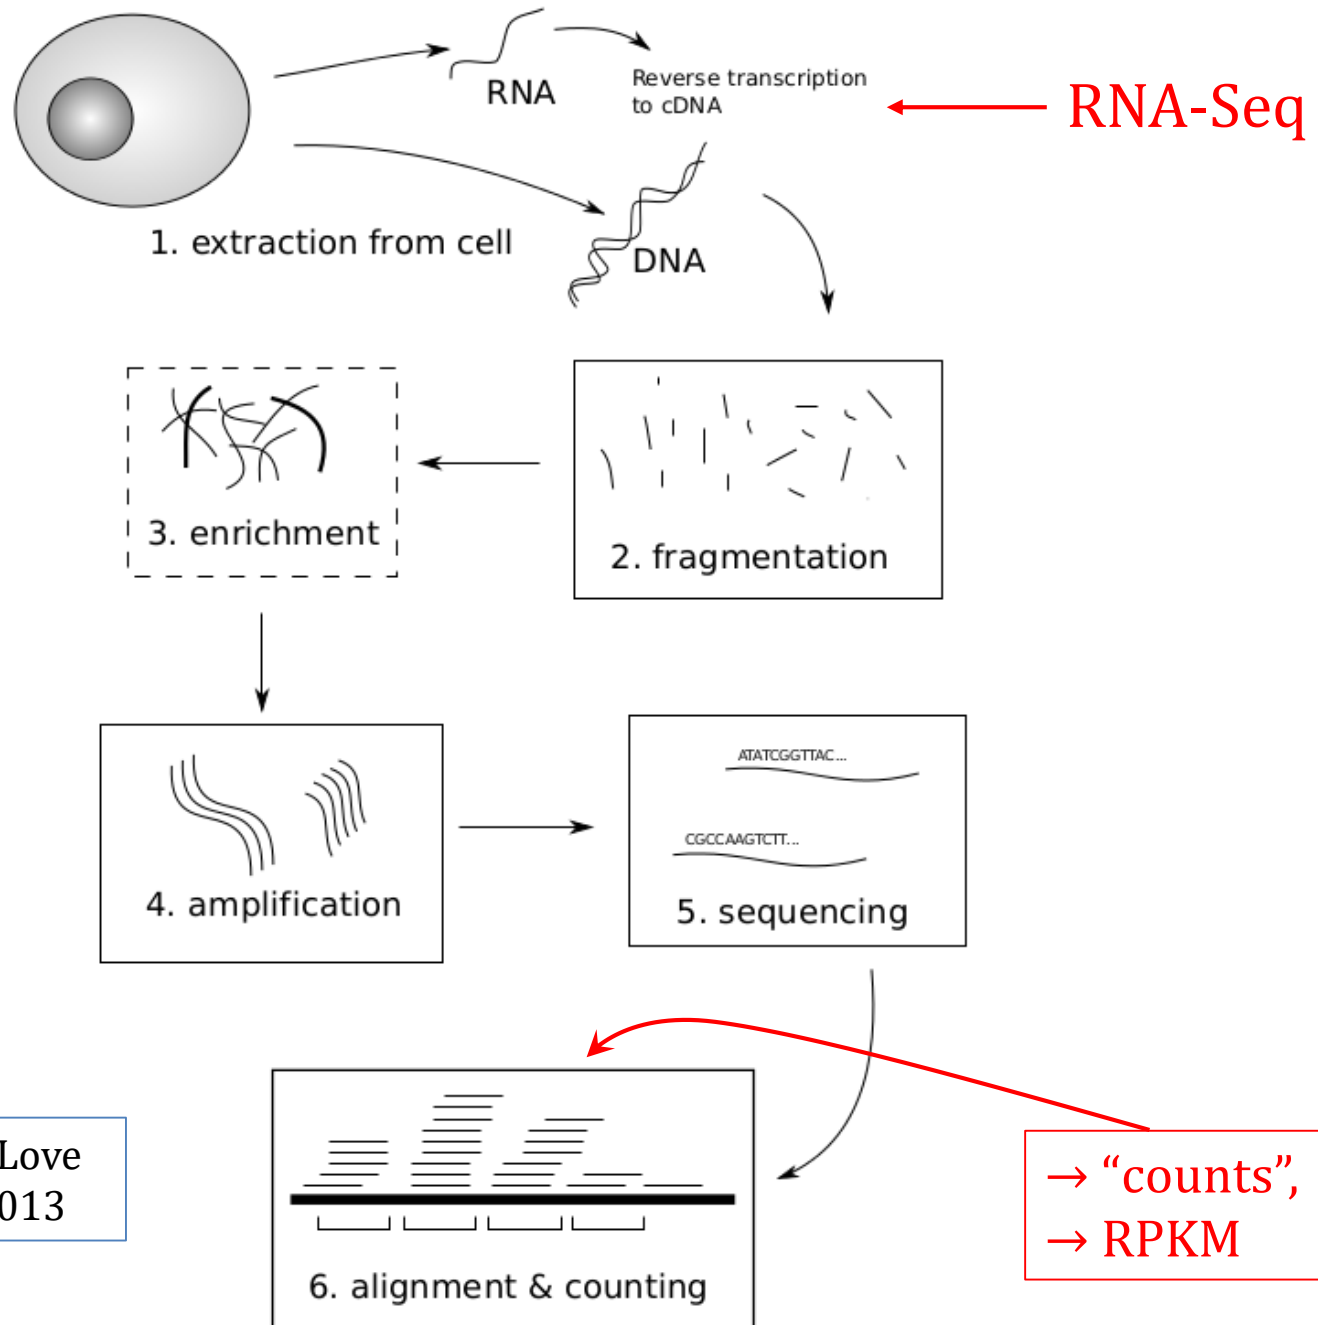 RNA
Reverse transcription
to cDNA
RNA-Seq
1. extraction from cell
DNA
3. enrichment
2. fragmentation
4. amplification
ATATCGGTTAC...
CGCCAAGTCTT...
5. sequencing
Love
013
→ “counts”,
→ RPKM
6. alignment & counting